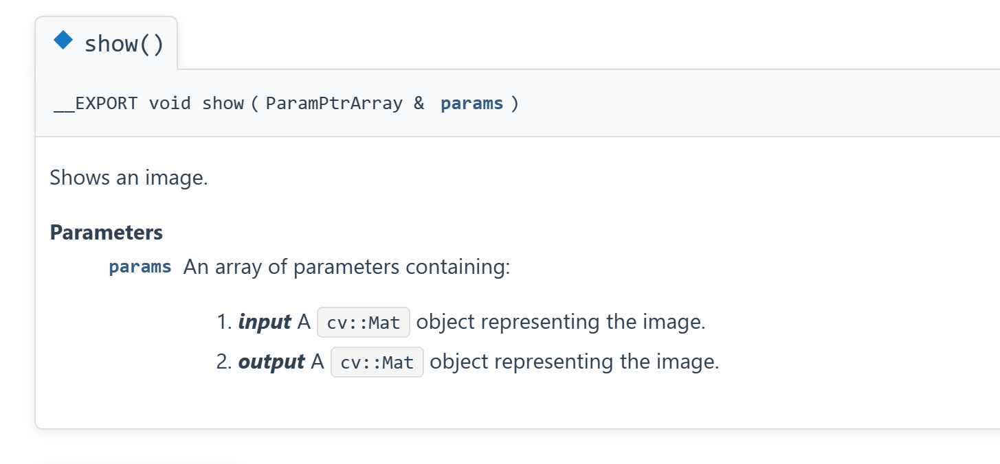 show()
__EXPORT void show ( ParamPtrArray & params )
Shows an image.
Parameters
params An array of parameters containing:
1. input A cv::Mat object representing the image.
2. output A cv::Mat object representing the image.